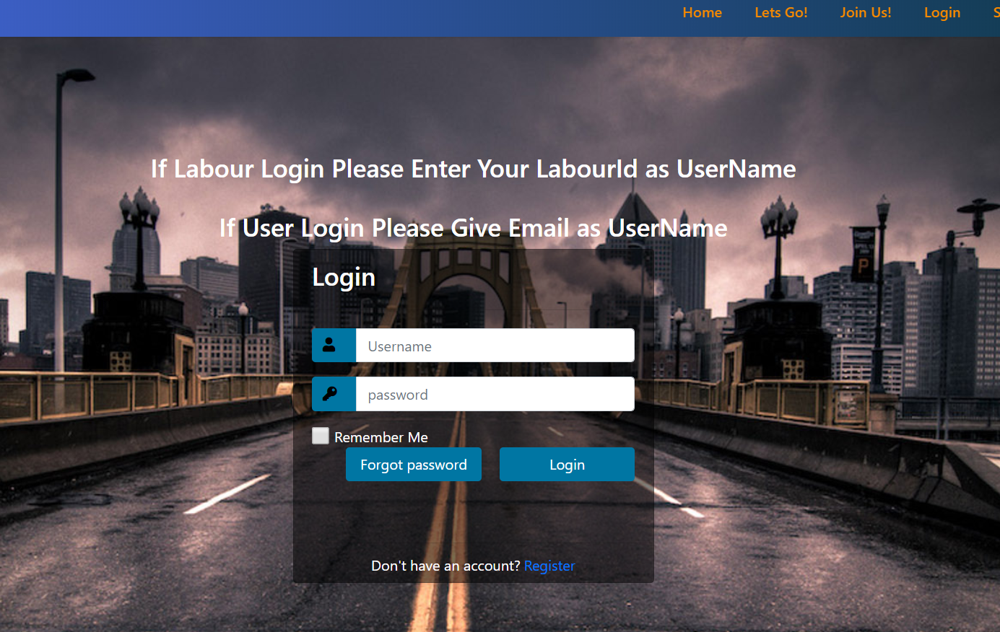 Home Lets Go! Join Us! Login S
If Labour Login Please Enter Your LabourId as UserName
If User Login Please Give Email as UserName
Login
Username
password
Remember Me
Forgot password Login
Don't have an account? Register
P